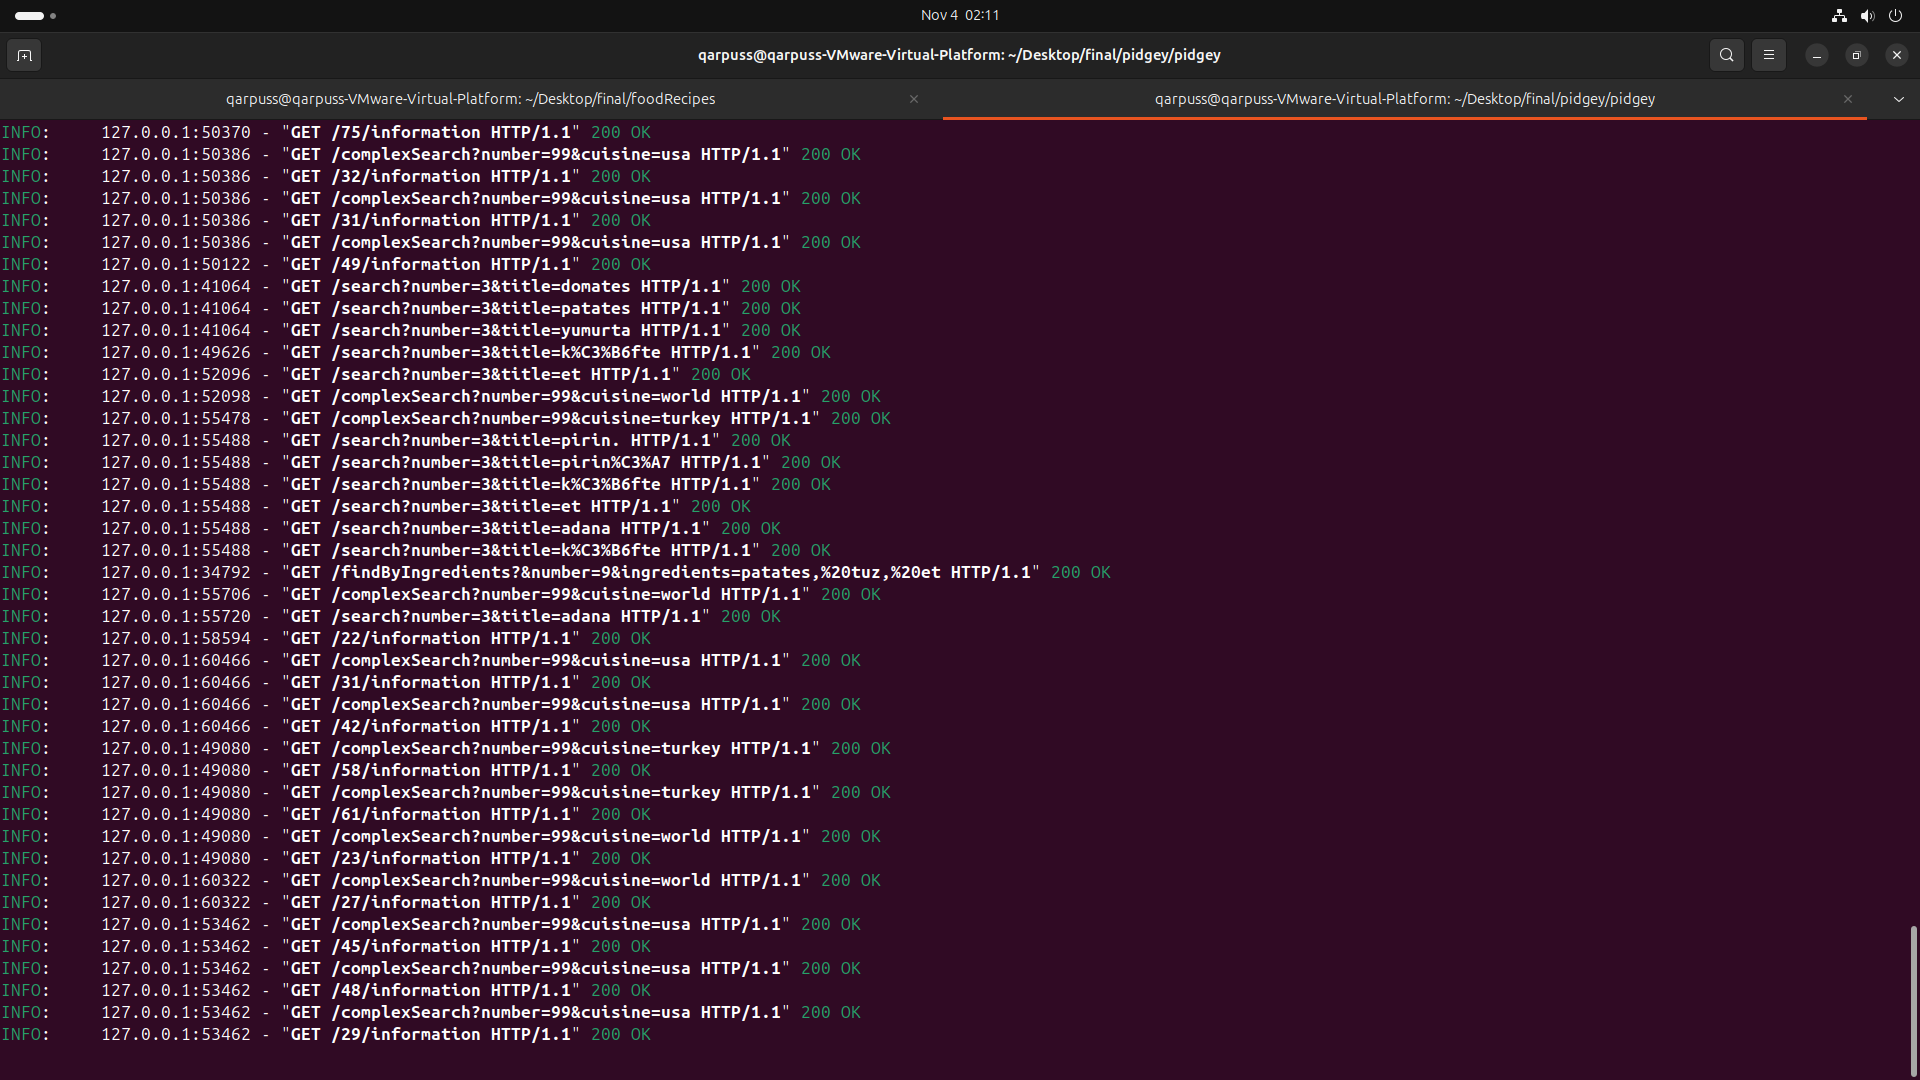 Nov 4 02:11
qarpuss@qarpuss-VMware-Virtual-Platform: ~/Desktop/final/pidgey/pidgey
qarpuss@qarpuss-VMware-Virtual-Platform: ~/Desktop/final/foodRecipes
qarpuss@qarpuss-VMware-Virtual-Platform: ~/Desktop/final/pidgey/pidgey
INFO: 127.0.0.1:50370 - "GET /75/information HTTP/1.1" 200 OK
INFO: 127.0.0.1:50386 - "GET /complexSearch?number=99&cuisine=usa HTTP/1.1" 200 OK
INFO: 127.0.0.1:50386 - "GET /32/information HTTP/1.1" 200 OK
INFO: 127.0.0.1:50386 - "GET /complexSearch?number=99&cuisine=usa HTTP/1.1" 200 OK
INFO: 127.0.0.1:50386 - "GET /31/information HTTP/1.1" 200 OK
INFO: 127.0.0.1:50386 - "GET /complexSearch?number=99&cuisine=usa HTTP/1.1" 200 OK
INFO: 127.0.0.1:50122 - "GET /49/information HTTP/1.1" 200 OK
INFO: 127.0.0.1:41064 - "GET /search?number=3&title=domates HTTP/1.1" 200 OK
INFO: 127.0.0.1:41064 - "GET /search?number=3&title=patates HTTP/1.1" 200 OK
INFO: 127.0.0.1:41064 - "GET /search?number=3&title=yumurta HTTP/1.1" 200 OK
INFO: 127.0.0.1:49626 - "GET /search?number=3&title=k%C3%B6fte HTTP/1.1" 200 OK
INFO: 127.0.0.1:52096 - "GET /search?number=3&title=et HTTP/1.1" 200 OK
INFO: 127.0.0.1:52098 - "GET /complexSearch?number=99&cuisine=world HTTP/1.1" 200 OK
INFO: 127.0.0.1:55478 - "GET /complexSearch?number=99&cuisine=turkey HTTP/1.1" 200 OK
INFO: 127.0.0.1:55488 - "GET /search?number=3&title=pirin. HTTP/1.1" 200 OK
INFO: 127.0.0.1:55488 - "GET /search?number=3&title=pirin%C3%A7 HTTP/1.1" 200 OK
INFO: 127.0.0.1:55488 - "GET /search?number=3&title=k%C3%B6fte HTTP/1.1" 200 OK
INFO: 127.0.0.1:55488 - "GET /search?number=3&title=et HTTP/1.1" 200 OK
INFO: 127.0.0.1:55488 - "GET /search?number=3&title=adana HTTP/1.1" 200 OK
INFO: 127.0.0.1:55488 - "GET /search?number=3&title=k%C3%B6fte HTTP/1.1" 200 OK
INFO: 127.0.0.1:34792 - "GET /findByIngredients?&number=9&ingredients=patates,%20tuz,%20et HTTP/1.1" 200 OK
INFO: 127.0.0.1:55706 - "GET /complexSearch?number=99&cuisine=world HTTP/1.1" 200 OK
INFO: 127.0.0.1:55720 - "GET /search?number=3&title=adana HTTP/1.1" 200 OK
INFO: 127.0.0.1:58594 - "GET /22/information HTTP/1.1" 200 OK
INFO: 127.0.0.1:60466 - "GET /complexSearch?number=99&cuisine=usa HTTP/1.1" 200 OK
INFO: 127.0.0.1:60466 - "GET /31/information HTTP/1.1" 200 OK
INFO: 127.0.0.1:60466 - "GET /complexSearch?number=99&cuisine=usa HTTP/1.1" 200 OK
INFO: 127.0.0.1:60466 - "GET /42/information HTTP/1.1" 200 OK
INFO: 127.0.0.1:49080 - "GET /complexSearch?number=99&cuisine=turkey HTTP/1.1" 200 OK
INFO: 127.0.0.1:49080 - "GET /58/information HTTP/1.1" 200 OK
INFO: 127.0.0.1:49080 - "GET /complexSearch?number=99&cuisine=turkey HTTP/1.1" 200 OK
INFO: 127.0.0.1:49080 - "GET /61/information HTTP/1.1" 200 OK
INFO: 127.0.0.1:49080 - "GET /complexSearch?number=99&cuisine=world HTTP/1.1" 200 OK
INFO: 127.0.0.1:49080 - "GET /23/information HTTP/1.1" 200 OK
INFO: 127.0.0.1:60322 - "GET /complexSearch?number=99&cuisine=world HTTP/1.1" 200 OK
INFO: 127.0.0.1:60322 - "GET /27/information HTTP/1.1" 200 OK
INFO: 127.0.0.1:53462 - "GET /complexSearch?number=99&cuisine=usa HTTP/1.1" 200 OK
INFO: 127.0.0.1:53462 - "GET /45/information HTTP/1.1" 200 OK
INFO: 127.0.0.1:53462 - "GET /complexSearch?number=99&cuisine=usa HTTP/1.1" 200 OK
INFO: 127.0.0.1:53462 - "GET /48/information HTTP/1.1" 200 OK
INFO: 127.0.0.1:53462 - "GET /complexSearch?number=99&cuisine=usa HTTP/1.1" 200 OK
INFO: 127.0.0.1:53462 - "GET /29/information HTTP/1.1" 200 OK